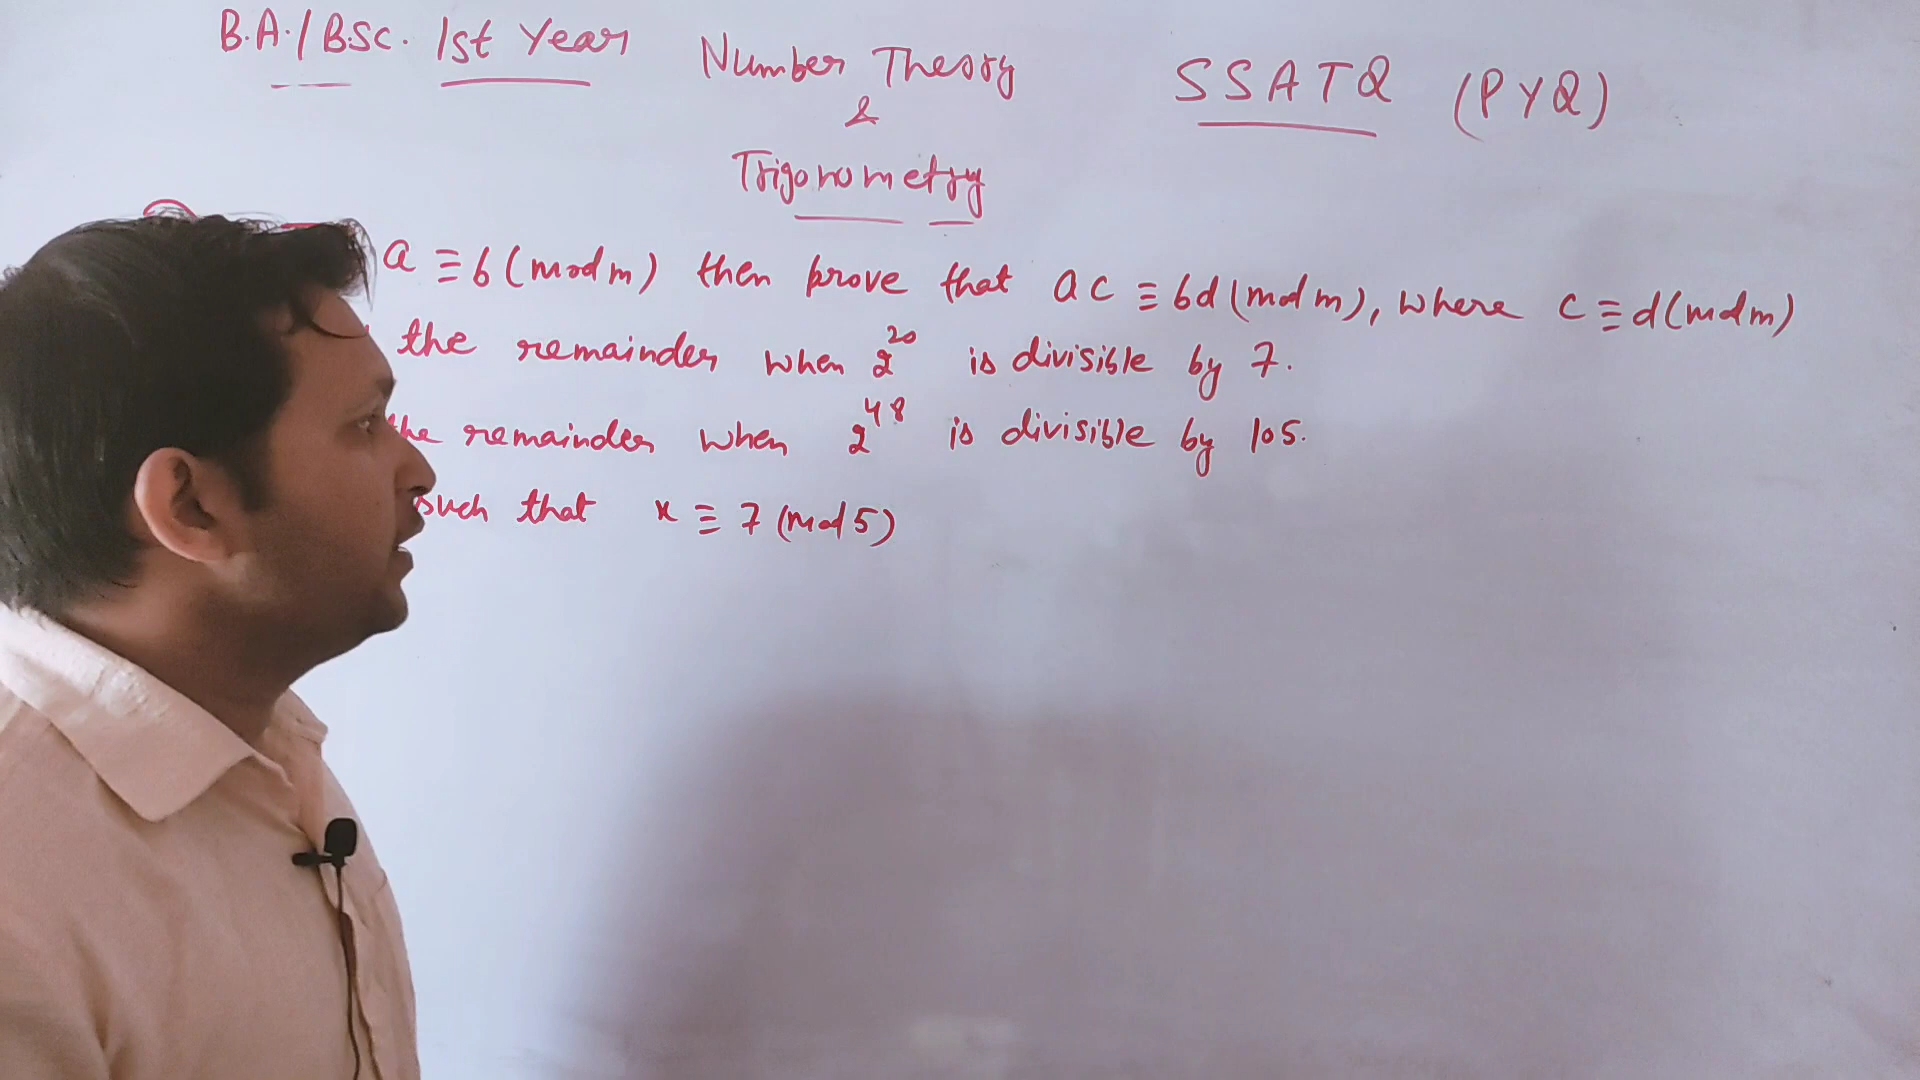 B.A./B.Sc. 1st Year Number Theory SSATQ (PYQ)
&
Trigonometry
a ≡ b (mod m) then prove that ac ≡ bd (mod m), where c ≡ d (mod m)
the remainder when 2^20 is divisible by 7.
the remainder when 2^48 is divisible by 105.
such that x ≡ 7 (mod 5)